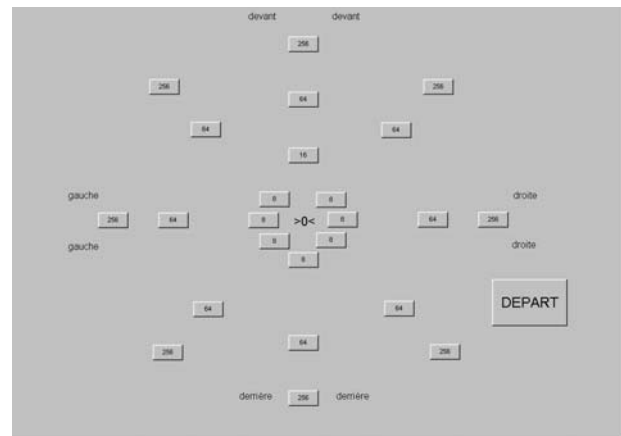 devant devant
256
256 256
64
64 64
16
gauche droite
8 8
256 64 8 >0< 8 64 256
8 8
gauche droite
8
DEPART
64 64
64
256 256
derrière 256 derrière